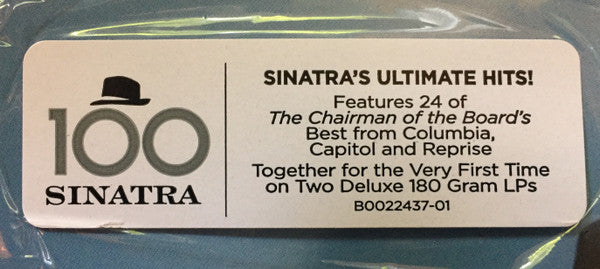 100
SINATRA
SINATRA'S ULTIMATE HITS!
Features 24 of
The Chairman of the Board's
Best from Columbia,
Capitol and Reprise
Together for the Very First Time
on Two Deluxe 180 Gram LPs
B0022437-01